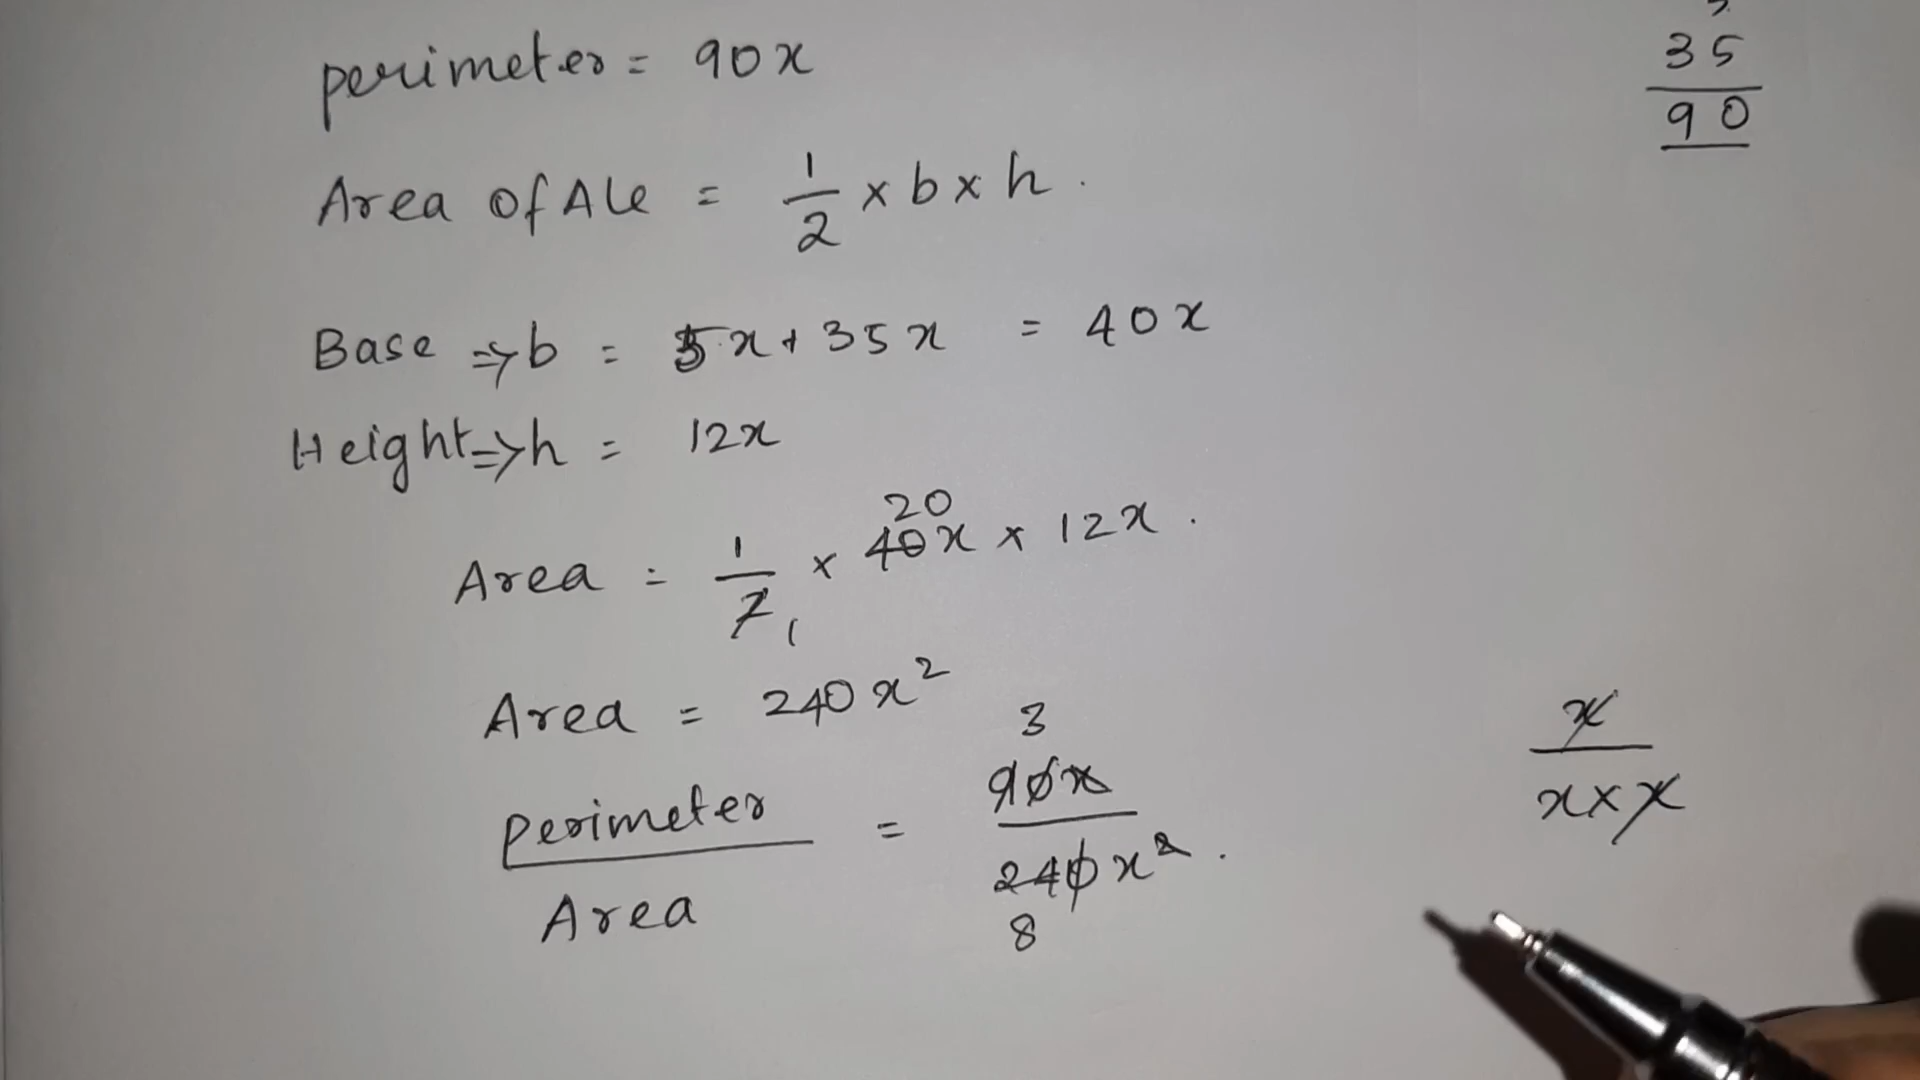 perimeter = 90x
35
90
Area of Ale = 1/2 × b × h.
Base ⇒ b = 5x + 35x = 40x
Height ⇒ h = 12x
20
Area = 1/2 × 40x × 12x.
1
Area = 240x²
3
perimeter/Area = 90x/240x².
8
x/x×x